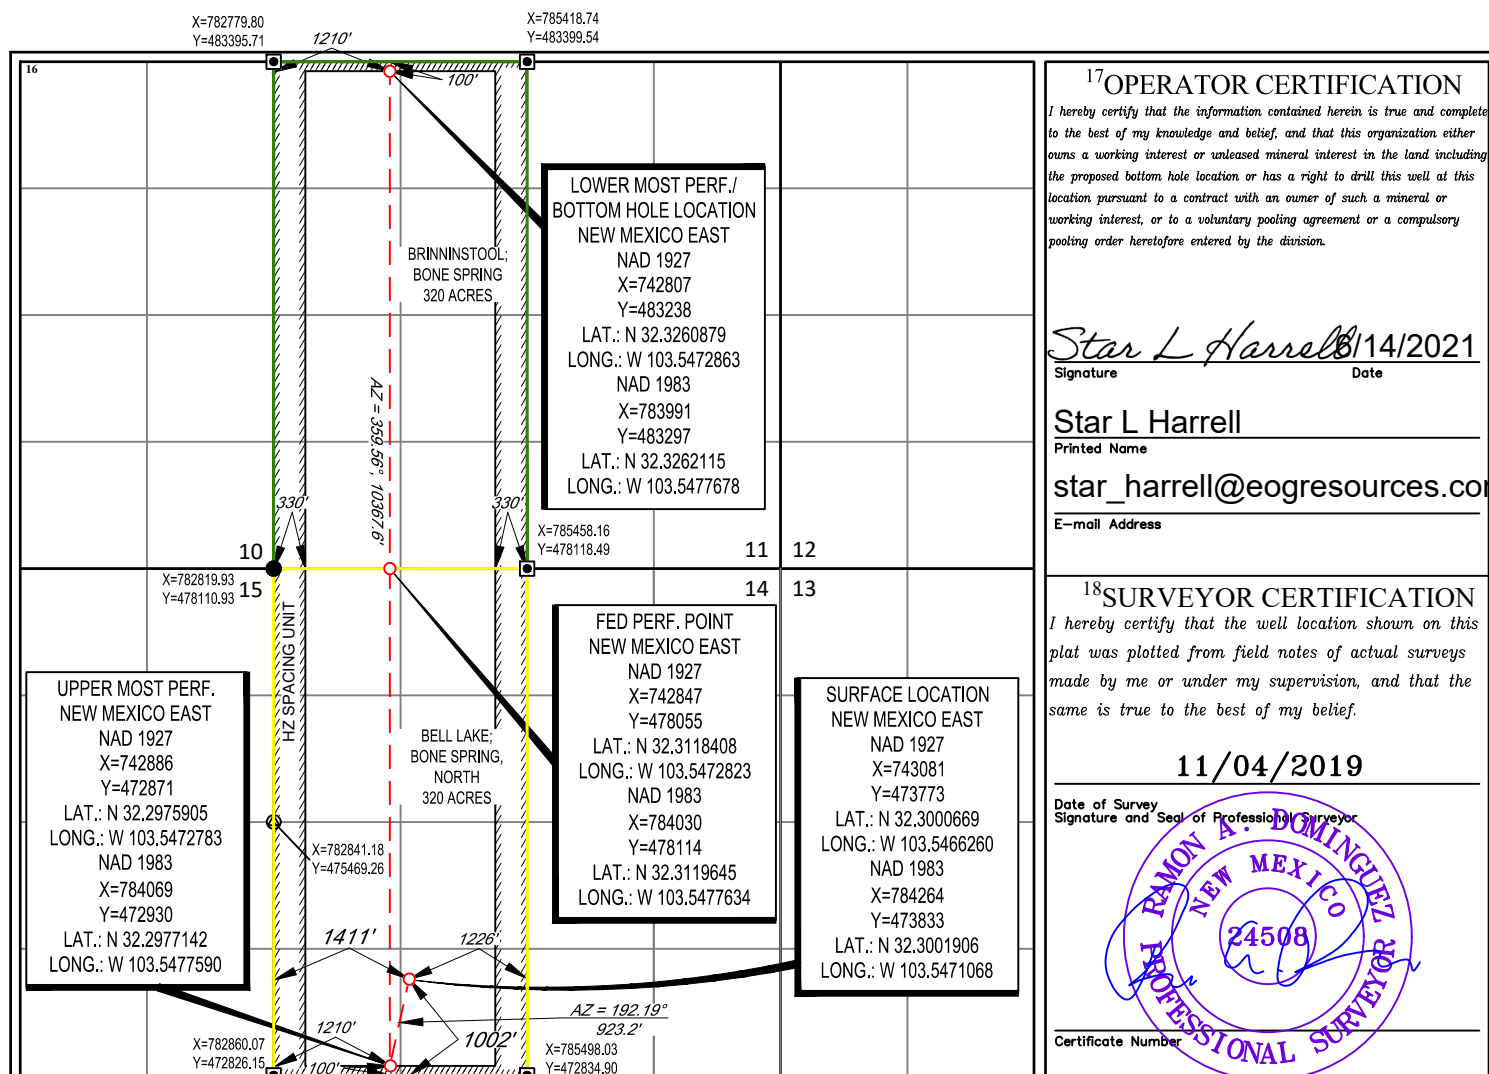 X=782779.80
Y=483395.71
1210'
X=785418.74
Y=483399.54
16
100'
LOWER MOST PERF./
BOTTOM HOLE LOCATION
NEW MEXICO EAST
NAD 1927
X=742807
Y=483238
LAT.: N 32.3260879
LONG.: W 103.5472863
NAD 1983
X=783991
Y=483297
LAT.: N 32.3262115
LONG.: W 103.5477678
BRINNINSTOOL;
BONE SPRING
320 ACRES
AZ = 359.56°, 10367.6'
330'
330'
X=785458.16
Y=478118.49
10
11
12
X=782819.93
Y=478110.93
15
14
13
HZ SPACING UNIT
FED PERF. POINT
NEW MEXICO EAST
NAD 1927
X=742847
Y=478055
LAT.: N 32.3118408
LONG.: W 103.5472823
NAD 1983
X=784030
Y=478114
LAT.: N 32.3119645
LONG.: W 103.5477634
UPPER MOST PERF.
NEW MEXICO EAST
NAD 1927
X=742886
Y=472871
LAT.: N 32.2975905
LONG.: W 103.5472783
NAD 1983
X=784069
Y=472930
LAT.: N 32.2977142
LONG.: W 103.5477590
BELL LAKE;
BONE SPRING,
NORTH
320 ACRES
SURFACE LOCATION
NEW MEXICO EAST
NAD 1927
X=743081
Y=473773
LAT.: N 32.3000669
LONG.: W 103.5466260
NAD 1983
X=784264
Y=473833
LAT.: N 32.3001906
LONG.: W 103.5471068
X=782841.18
Y=475469.26
1411'
1226'
AZ = 192.19°
923.2'
1002'
1210'
X=782860.07
Y=472826.15
100'
X=785498.03
Y=472834.90
17OPERATOR CERTIFICATION
I hereby certify that the information contained herein is true and complete
to the best of my knowledge and belief, and that this organization either
owns a working interest or unleased mineral interest in the land including
the proposed bottom hole location or has a right to drill this well at this
location pursuant to a contract with an owner of such a mineral or
working interest, or to a voluntary pooling agreement or a compulsory
pooling order heretofore entered by the division.
Star L Harrell 6/14/2021
Signature Date
Star L Harrell
Printed Name
star_harrell@eogresources.com
E-mail Address
18SURVEYOR CERTIFICATION
I hereby certify that the well location shown on this
plat was plotted from field notes of actual surveys
made by me or under my supervision, and that the
same is true to the best of my belief.
11/04/2019
Date of Survey
Signature and Seal of Professional Surveyor
RAMON A. DOMINGUEZ
NEW MEXICO
24508
PROFESSIONAL SURVEYOR
Certificate Number